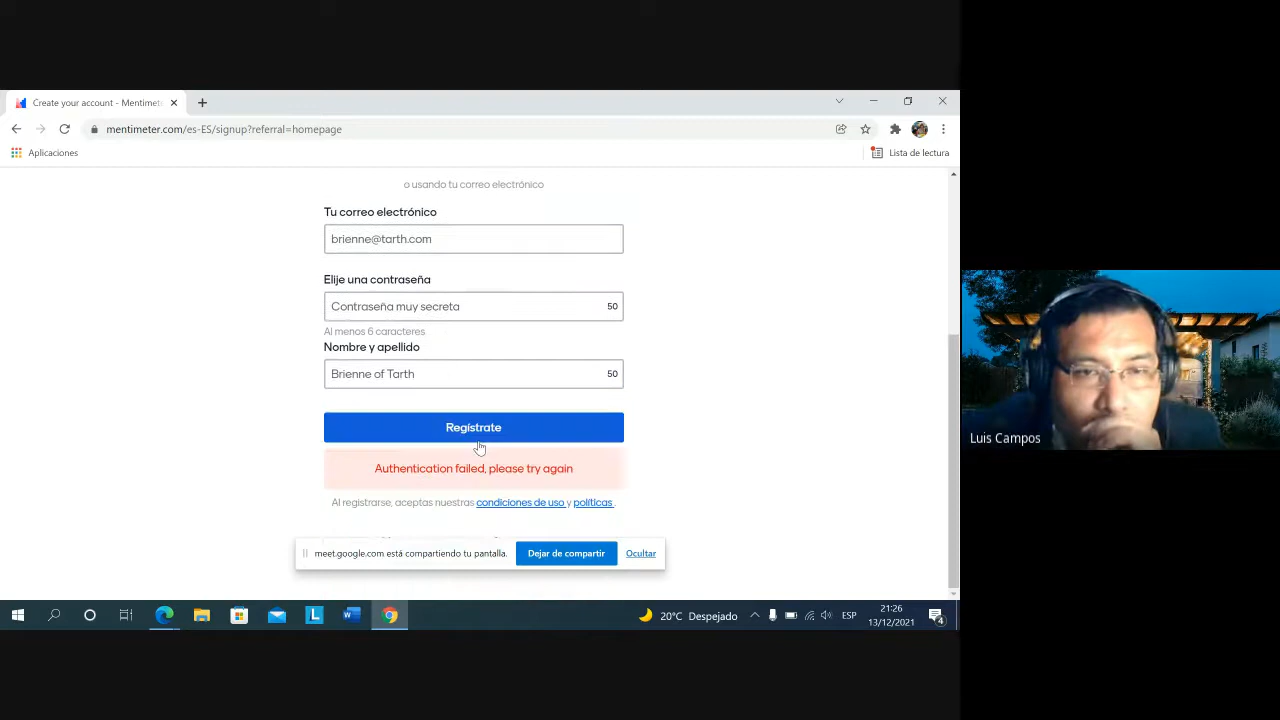 Create your account - Mentimete
mentimeter.com/es-ES/signup?referral=homepage
Aplicaciones
Lista de lectura
o usando tu correo electrónico
Tu correo electrónico
brienne@tarth.com
Elije una contraseña
Contraseña muy secreta 50
Al menos 6 caracteres
Nombre y apellido
Brienne of Tarth 50
Regístrate
Authentication failed, please try again
Al registrarse, aceptas nuestras condiciones de uso y políticas.
meet.google.com está compartiendo tu pantalla. Dejar de compartir Ocultar
Luis Campos
20°C Despejado ESP 21:26
13/12/2021 4